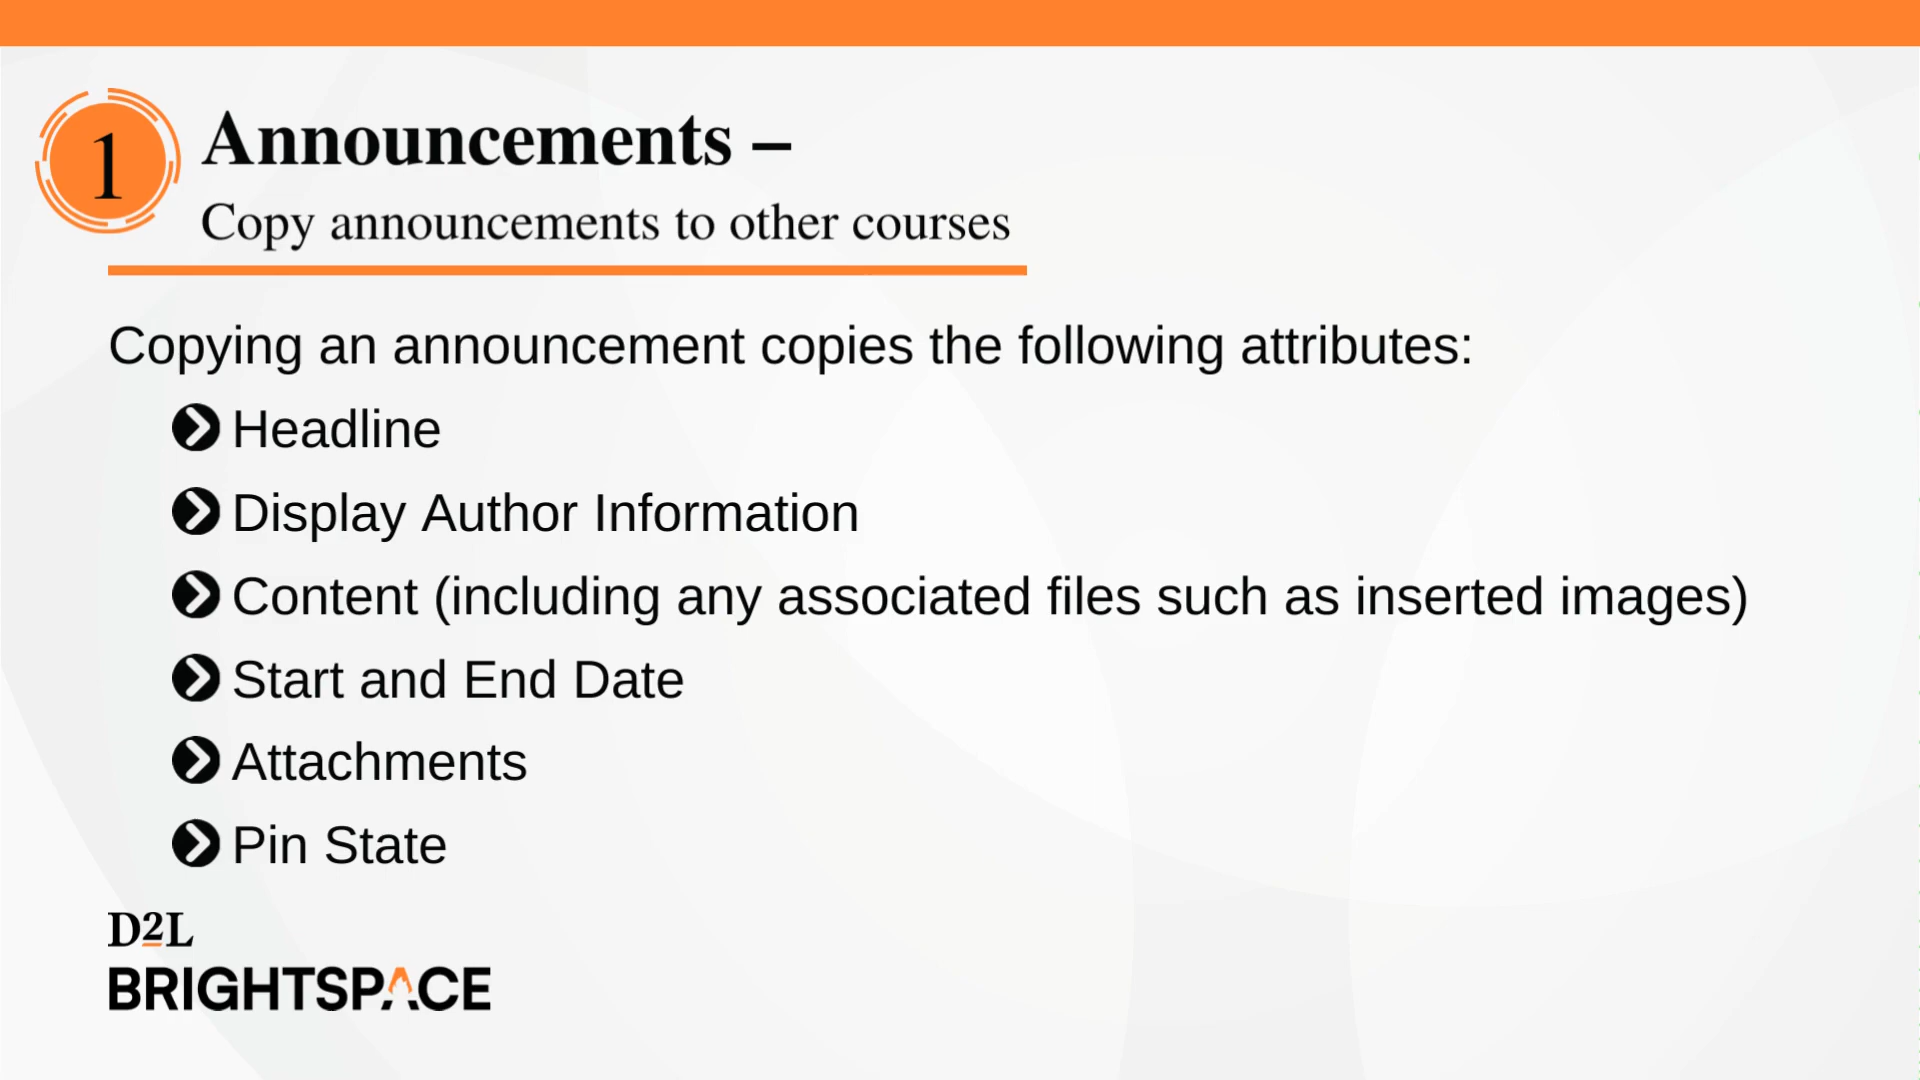 1
Announcements –
Copy announcements to other courses
Copying an announcement copies the following attributes:
Headline
Display Author Information
Content (including any associated files such as inserted images)
Start and End Date
Attachments
Pin State
D2L
BRIGHTSPACE